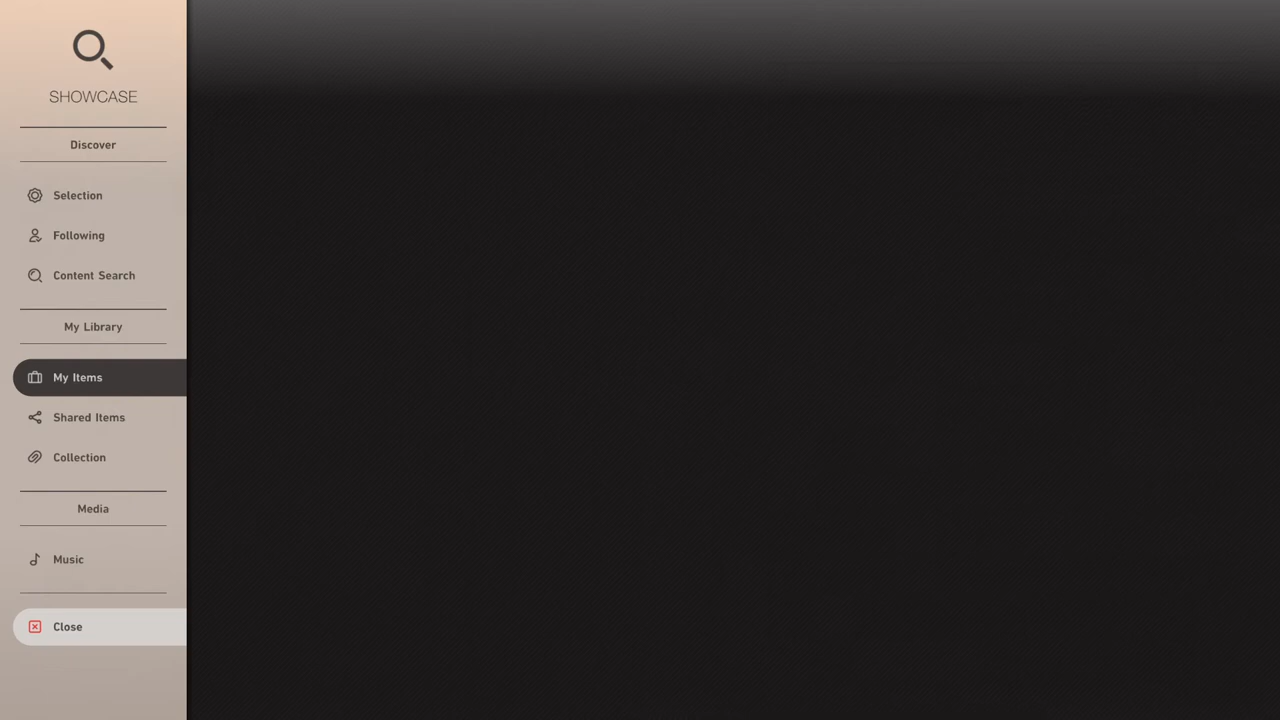 SHOWCASE
Discover
Selection
Following
Content Search
My Library
My Items
Shared Items
Collection
Media
Music
Close